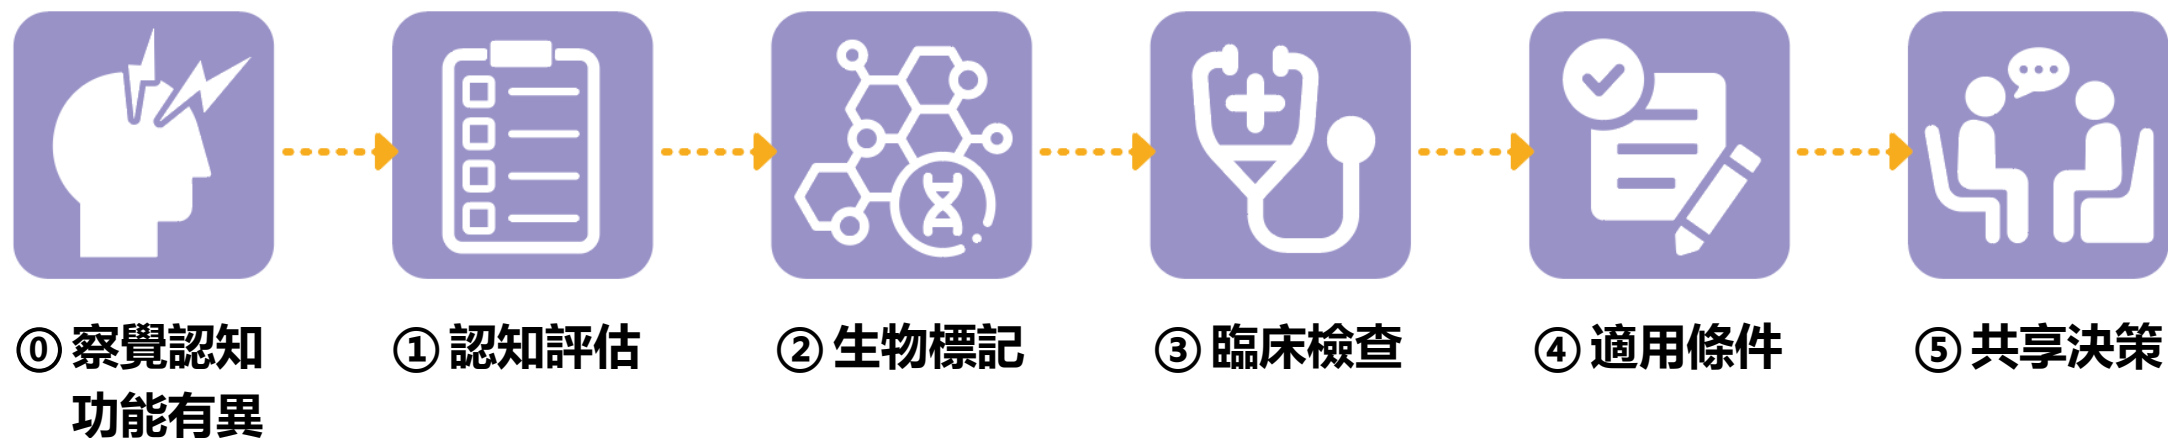 ⓪ 察覺認知
功能有異
① 認知評估
② 生物標記
③ 臨床檢查
④ 適用條件
⑤ 共享決策